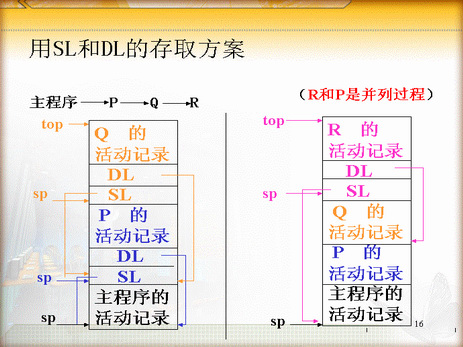 用SL和DL的存取方案
主程序 P Q R
(R和P是并列过程)
top
Q 的
活动记录
DL
sp
SL
P 的
活动记录
DL
sp
SL
主程序的
sp
活动记录
top
R 的
活动记录
DL
sp
SL
Q 的
活动记录
P 的
活动记录
主程序的
sp
活动记录
16